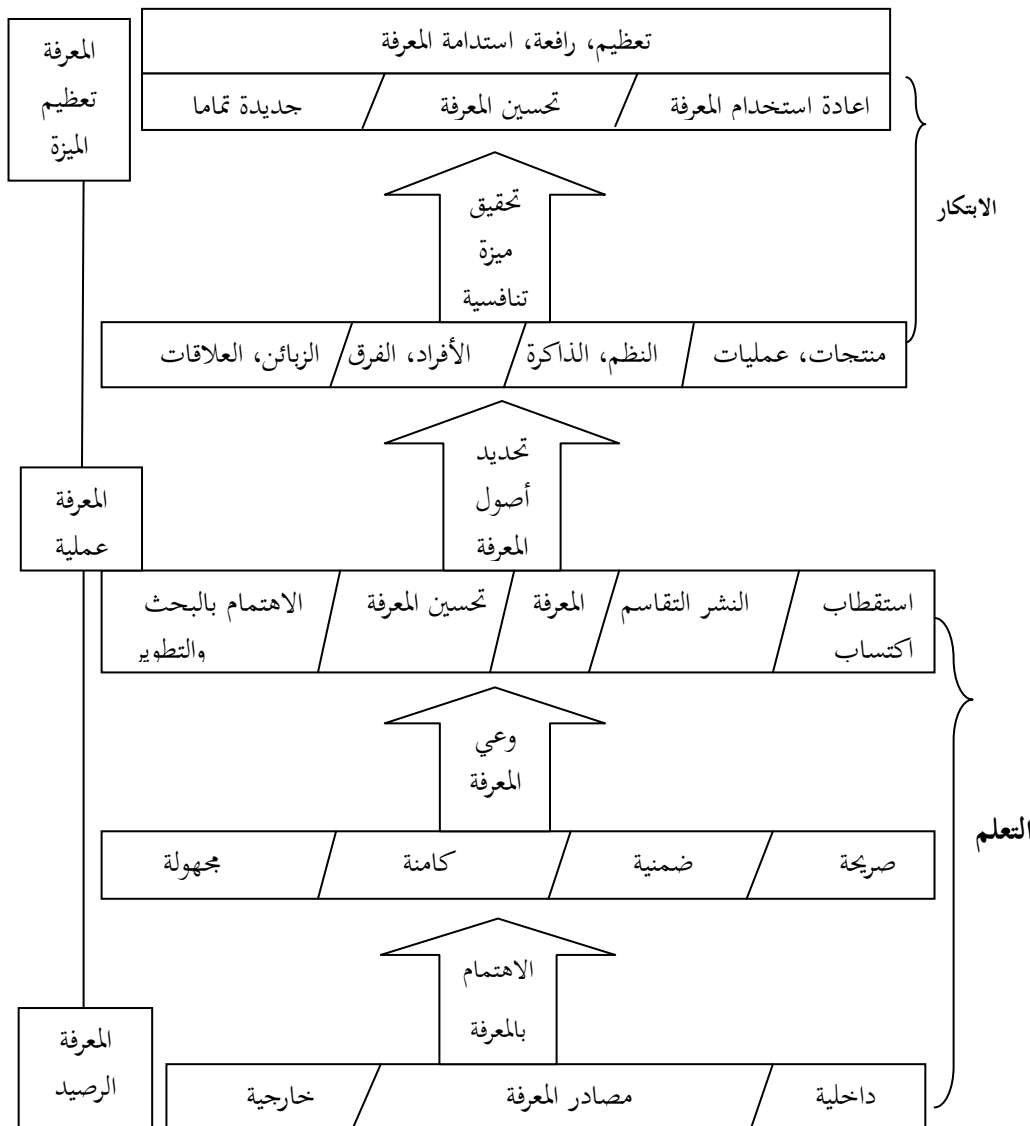 المعرفة
تعظيم
الميزة
تعظيم، رافعة، استدامة المعرفة
اعادة استخدام المعرفة
تحسين المعرفة
جديدة تماما
تحقيق
ميزة
تنافسية
الابتكار
منتجات، عمليات
النظم، الذاكرة
الأفراد، الفرق
الزبائن، العلاقات
تحديد
أصول
المعرفة
المعرفة
عملية
استقطاب
اكتساب
النشر التقاسم
المعرفة
تحسين المعرفة
الاهتمام بالبحث
والتطوير
وعي
المعرفة
التعلم
صريحة
ضمنية
كامنة
مجهولة
الاهتمام
بالمعرفة
المعرفة
الرصيد
داخلية
مصادر المعرفة
خارجية